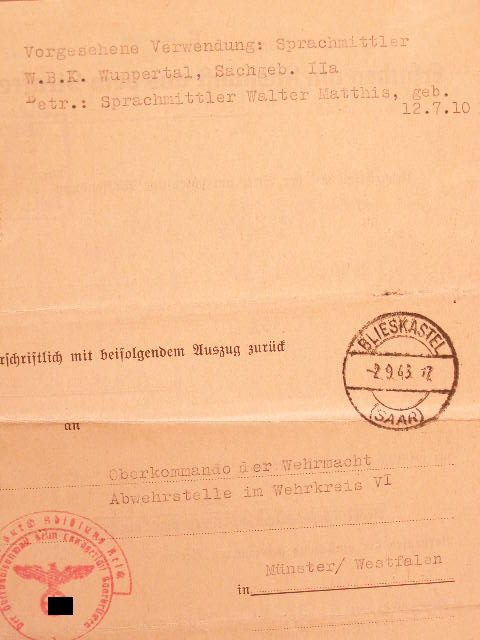 Vorgesehene Verwendung: Sprachmittler
W.B.K. Wuppertal, Sachgeb. IIa
Betr.: Sprachmittler Walter Matthis, geb.
12.7.10
rschriftlich mit beifolgendem Auszug zurück
BLIESKASTEL
-2.9.43. 12
(SAAR)
an
Oberkommando der Wehrmacht
Abwehrstelle im Wehrkreis VI
Münster/ Westfalen
in